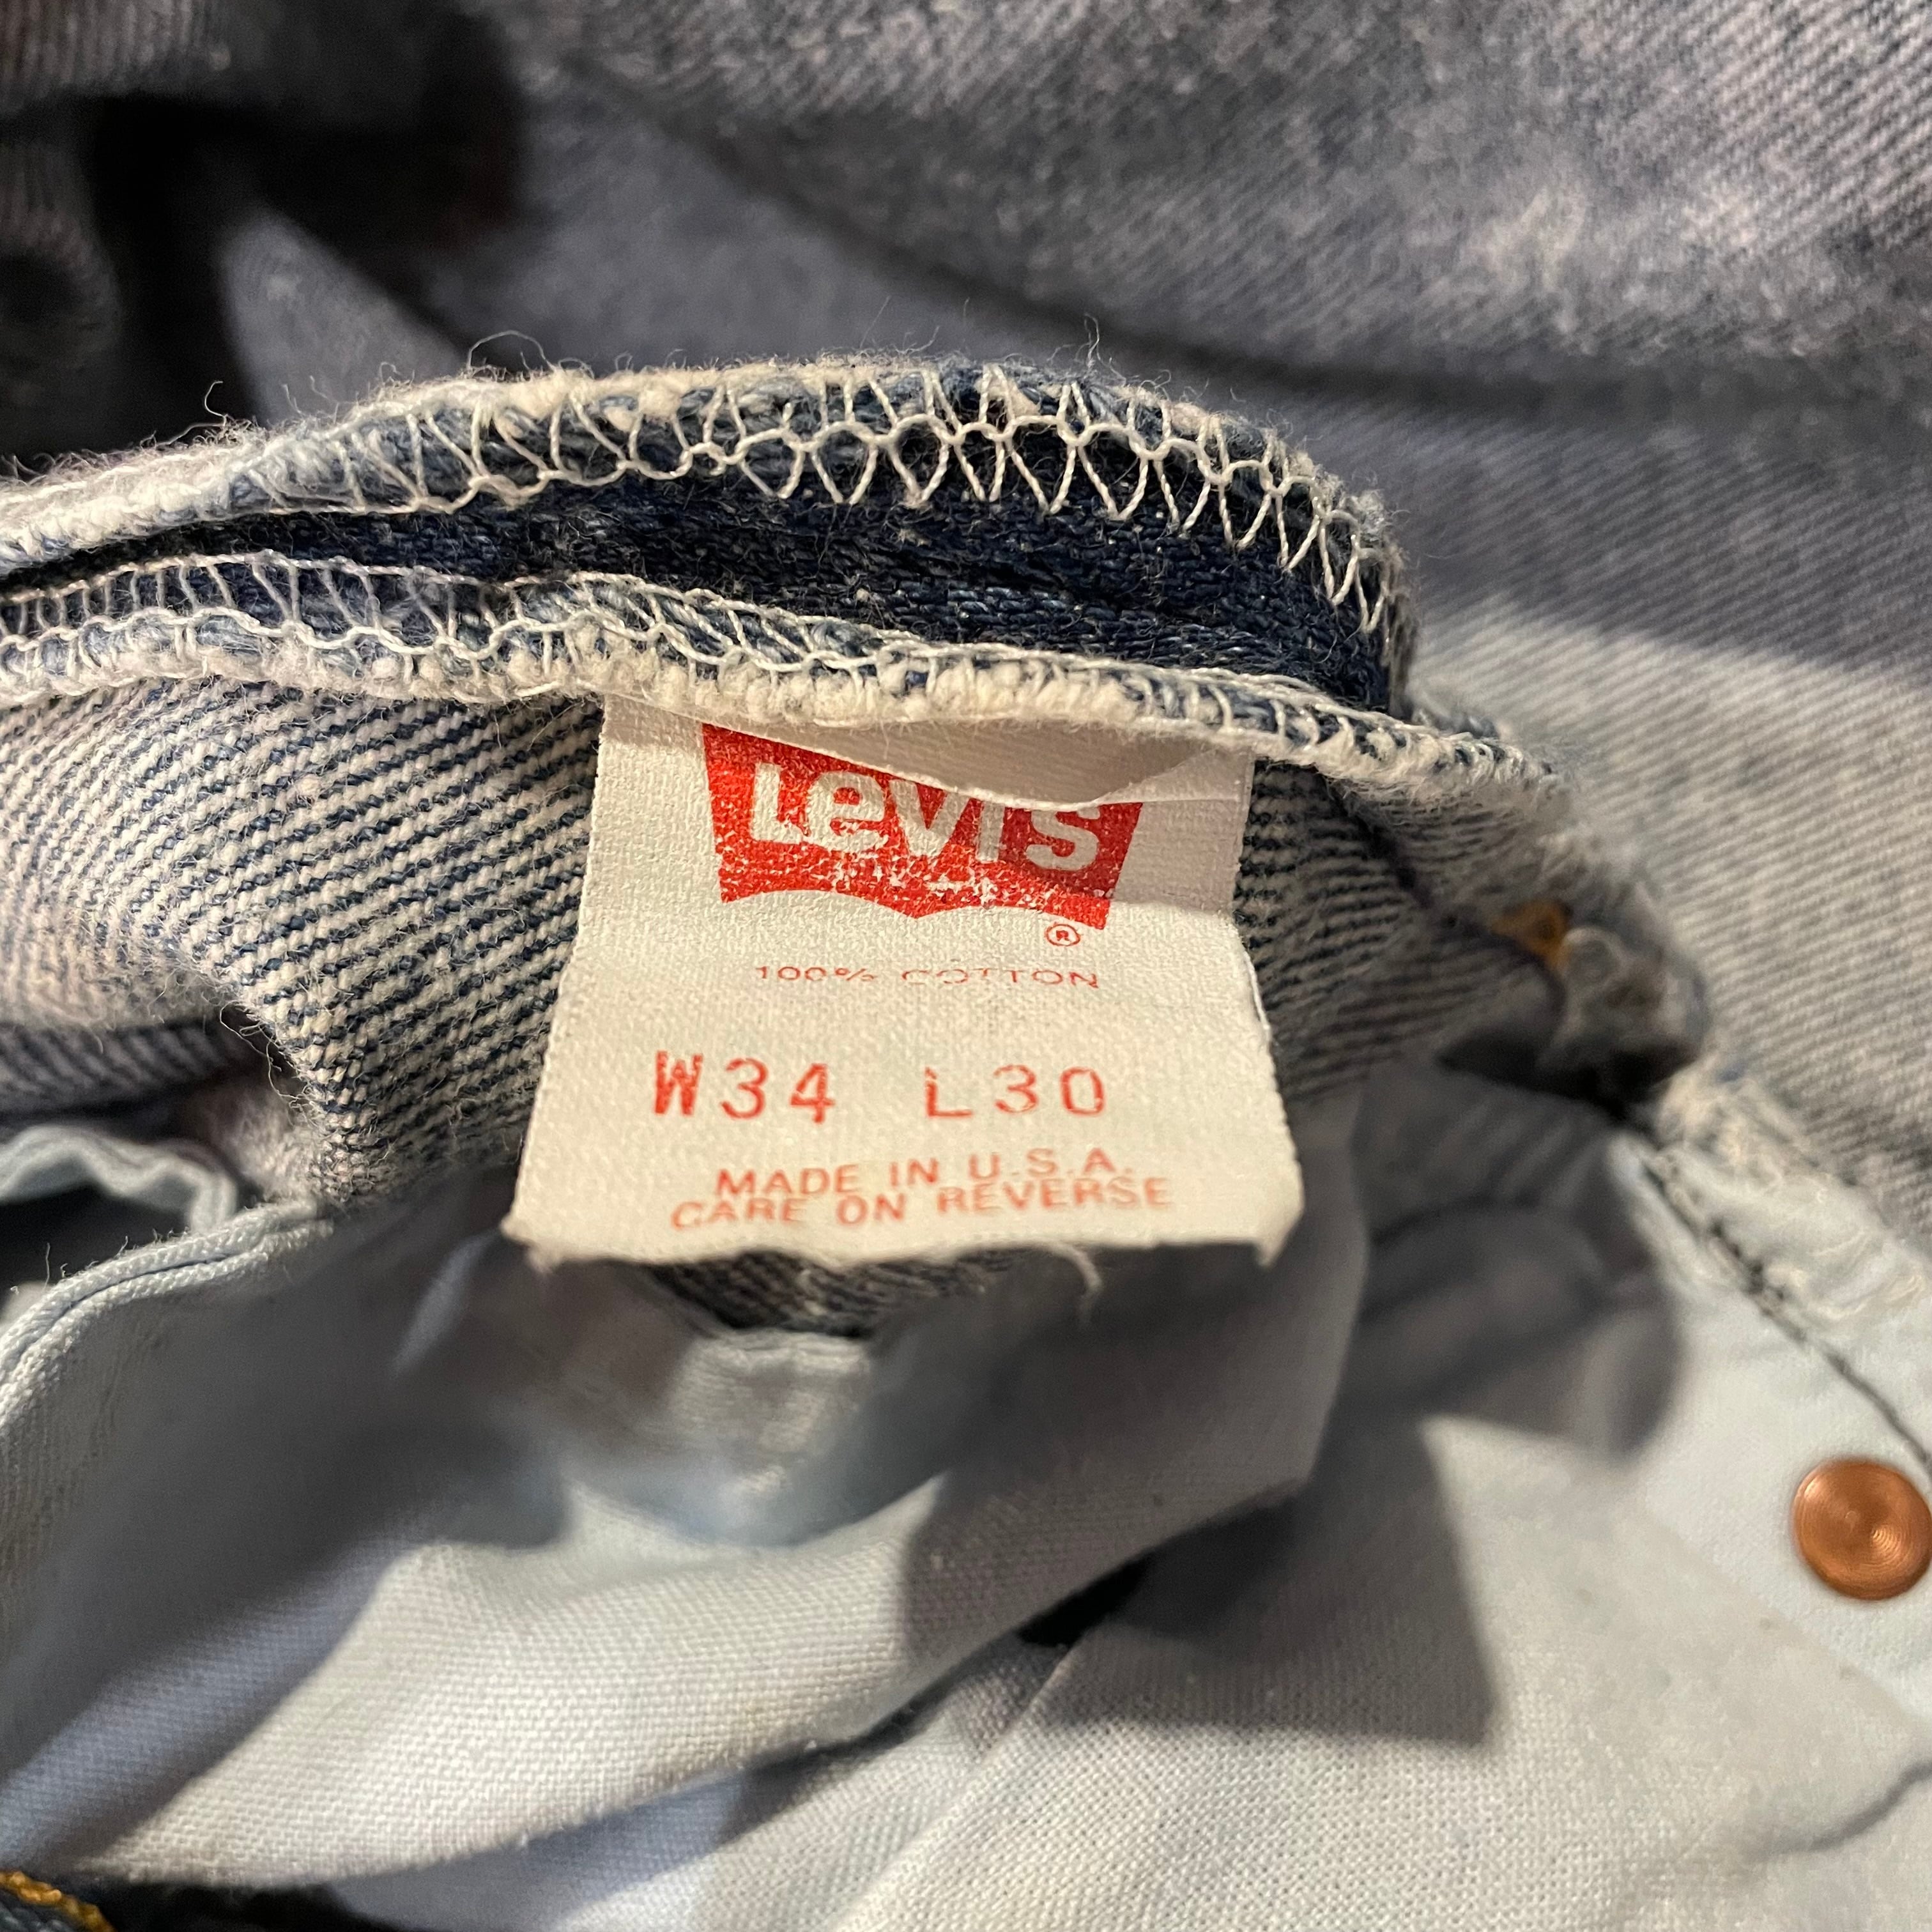 Levi's
®
100% COTTON
W34 L30
MADE IN U.S.A.
CARE ON REVERSE